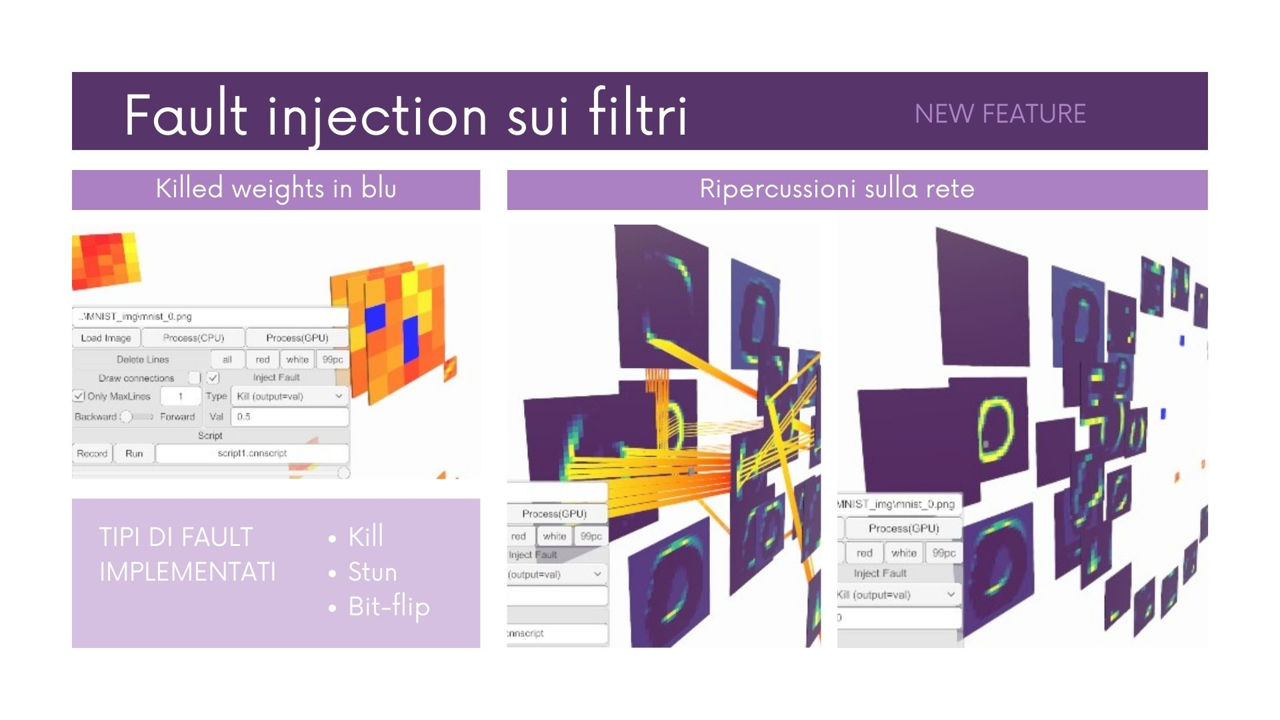 Fault injection sui filtri
NEW FEATURE
Killed weights in blu
Ripercussioni sulla rete
..\MNIST_img\mnist_0.png
Load Image Process(CPU) Process(GPU)
Delete Lines all red white 99pc
Draw connections Inject Fault
Only MaxLines 1 Type Kill (output=val)
Backward Forward Val 0.5
Script
Record Run script1.cnnscript
TIPI DI FAULT
IMPLEMENTATI
• Kill
• Stun
• Bit-flip
Process(GPU)
red white 99pc
Inject Fault
(output=val)
cnnscript
MNIST_img\mnist_0.png
Process(GPU)
red white 99pc
Inject Fault
Kill (output=val)
0